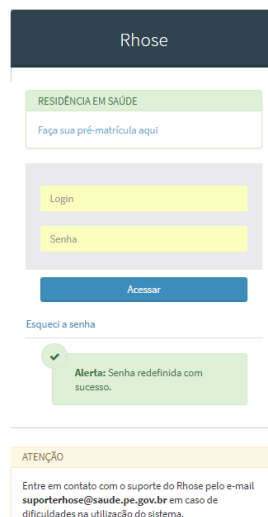 Rhose
RESIDÊNCIA EM SAÚDE
Faça sua pré-matrícula aqui
Login
Senha
Acessar
Esqueci a senha
Alerta: Senha redefinida com
sucesso.
ATENÇÃO
Entre em contato com o suporte do Rhose pelo e-mail
suporterhose@saude.pe.gov.br em caso de
dificuldades na utilização do sistema.